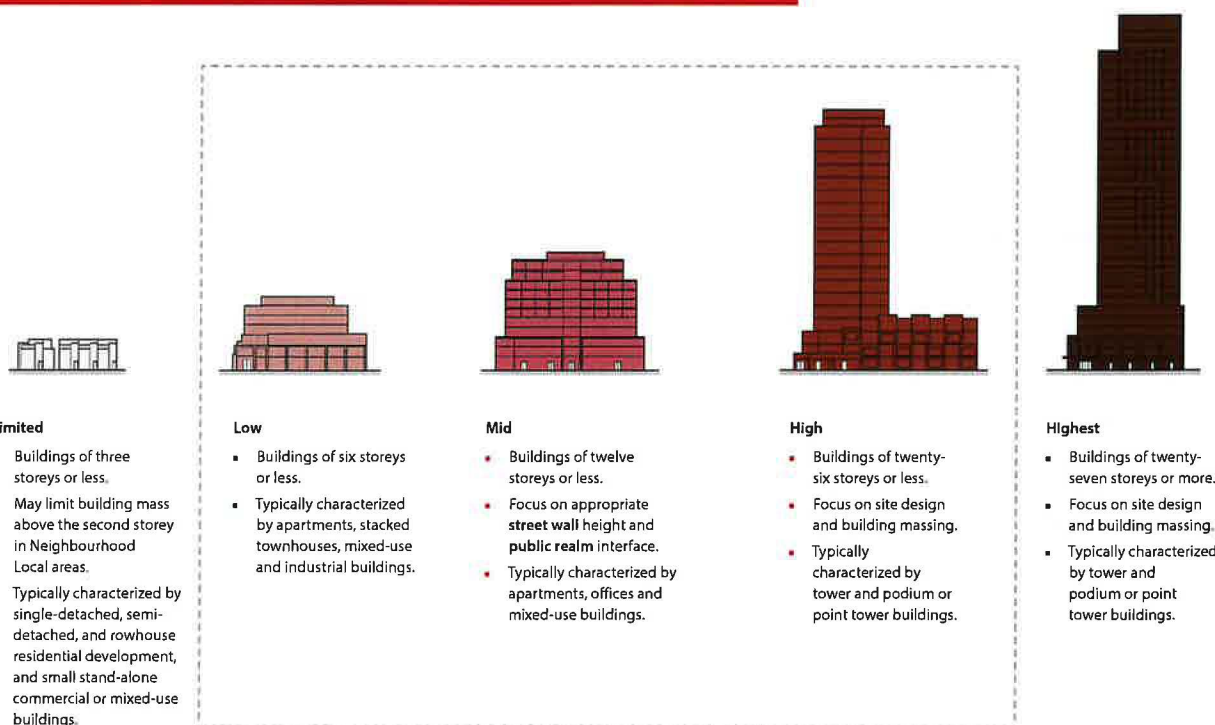 imited
Buildings of three
storeys or less.
May limit building mass
above the second storey
in Neighbourhood
Local areas.
Typically characterized by
single-detached, semi-
detached, and rowhouse
residential development,
and small stand-alone
commercial or mixed-use
buildings.
Low
▪ Buildings of six storeys
or less.
▪ Typically characterized
by apartments, stacked
townhouses, mixed-use
and industrial buildings.
Mid
• Buildings of twelve
storeys or less.
• Focus on appropriate
street wall height and
public realm interface.
• Typically characterized by
apartments, offices and
mixed-use buildings.
High
• Buildings of twenty-
six storeys or less.
• Focus on site design
and building massing.
• Typically
characterized by
tower and podium or
point tower buildings.
Highest
▪ Buildings of twenty-
seven storeys or more.
▪ Focus on site design
and building massing.
▪ Typically characterized
by tower and
podium or point
tower buildings.